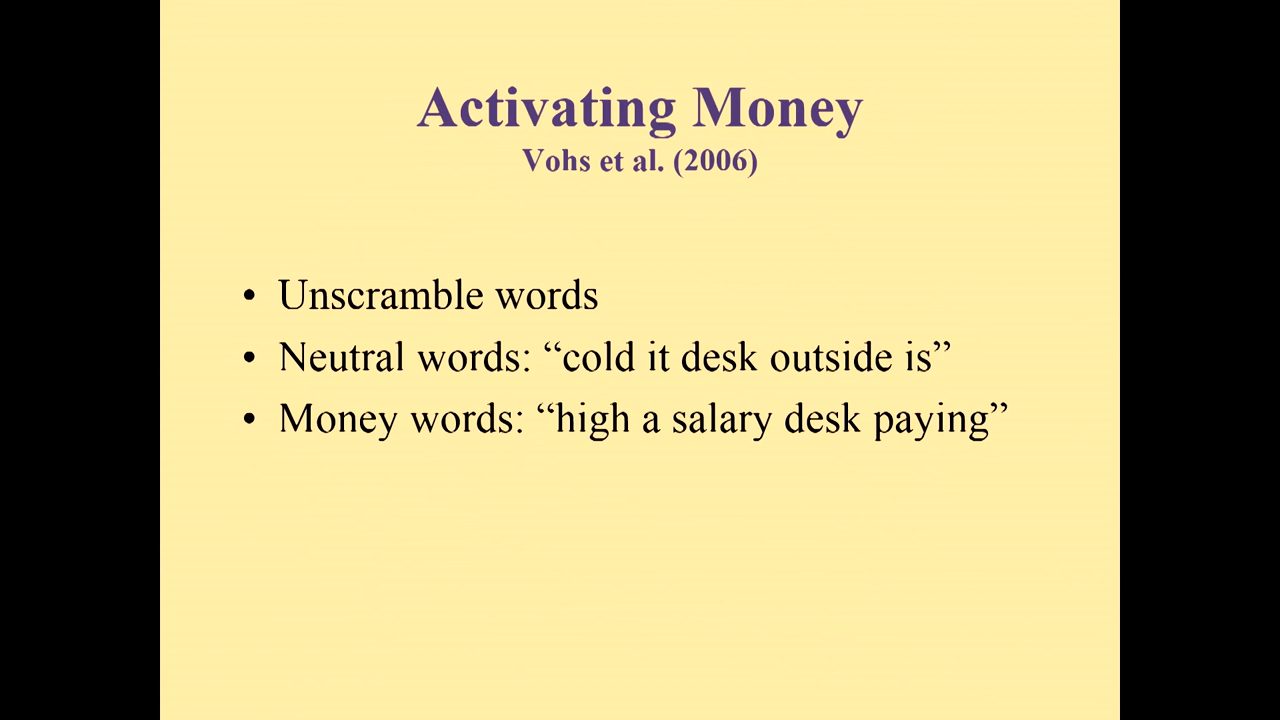 Activating Money
Vohs et al. (2006)
• Unscramble words
• Neutral words: “cold it desk outside is”
• Money words: “high a salary desk paying”